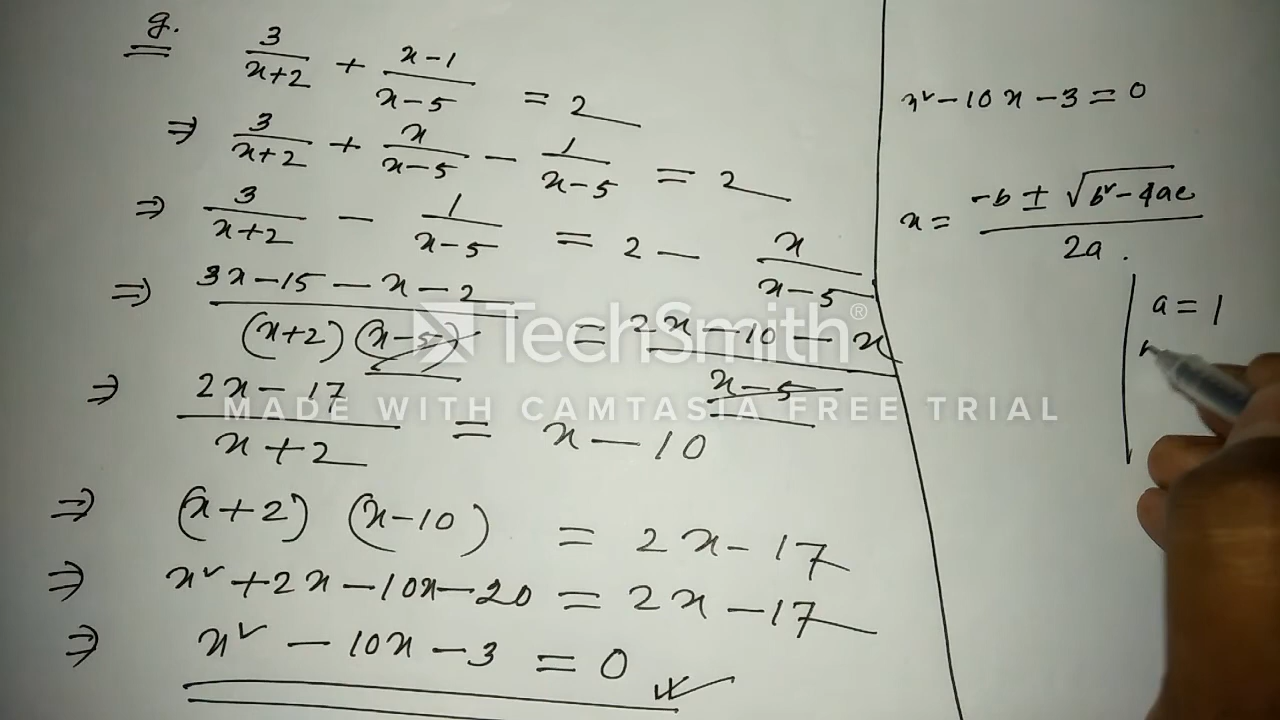 g. 3/(x+2) + (x-1)/(x-5) = 2
⇒ 3/(x+2) + x/(x-5) - 1/(x-5) = 2
⇒ 3/(x+2) - 1/(x-5) = 2 - x/(x-5)
⇒ (3x-15-x-2)/((x+2)(x-5)) = (2x-10-x)/(x-5)
⇒ (2x-17)/(x+2) = x-10
⇒ (x+2) (x-10) = 2x-17
⇒ x²+2x-10x-20 = 2x-17
⇒ x² - 10x - 3 = 0
x²-10x-3=0
x = (-b ± √(b²-4ac))/2a.
a = 1
TechSmith®
MADE WITH CAMTASIA FREE TRIAL